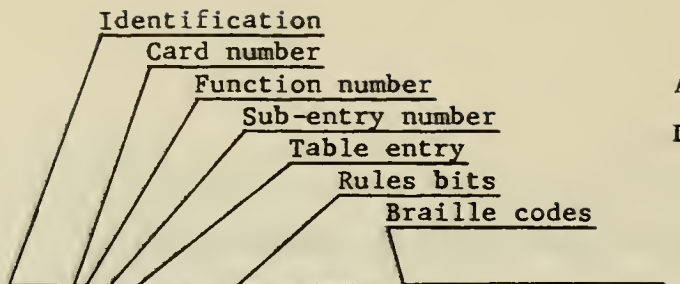 Identification
Card number
Function number
Sub-entry number
Table entry
Rules bits
Braille codes